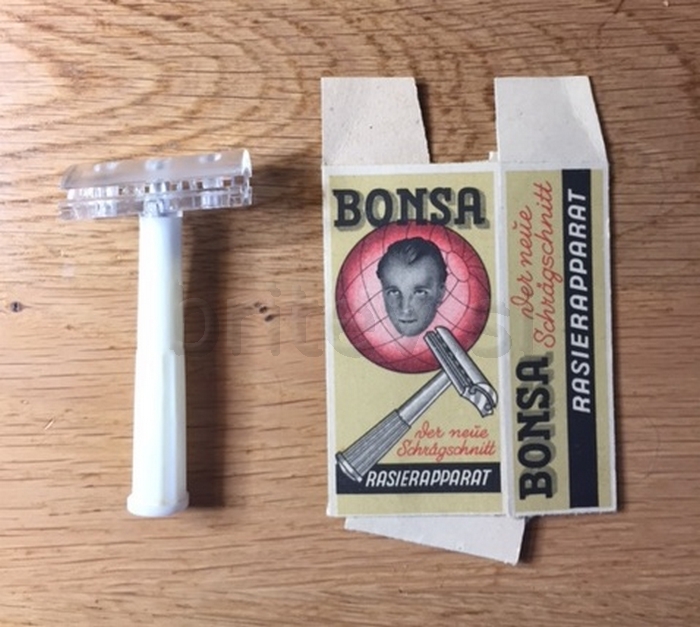 BONSA
der neue
Schrägschnitt
RASIERAPPARAT
BONSA
der neue
Schrägschnitt
RASIERAPPARAT